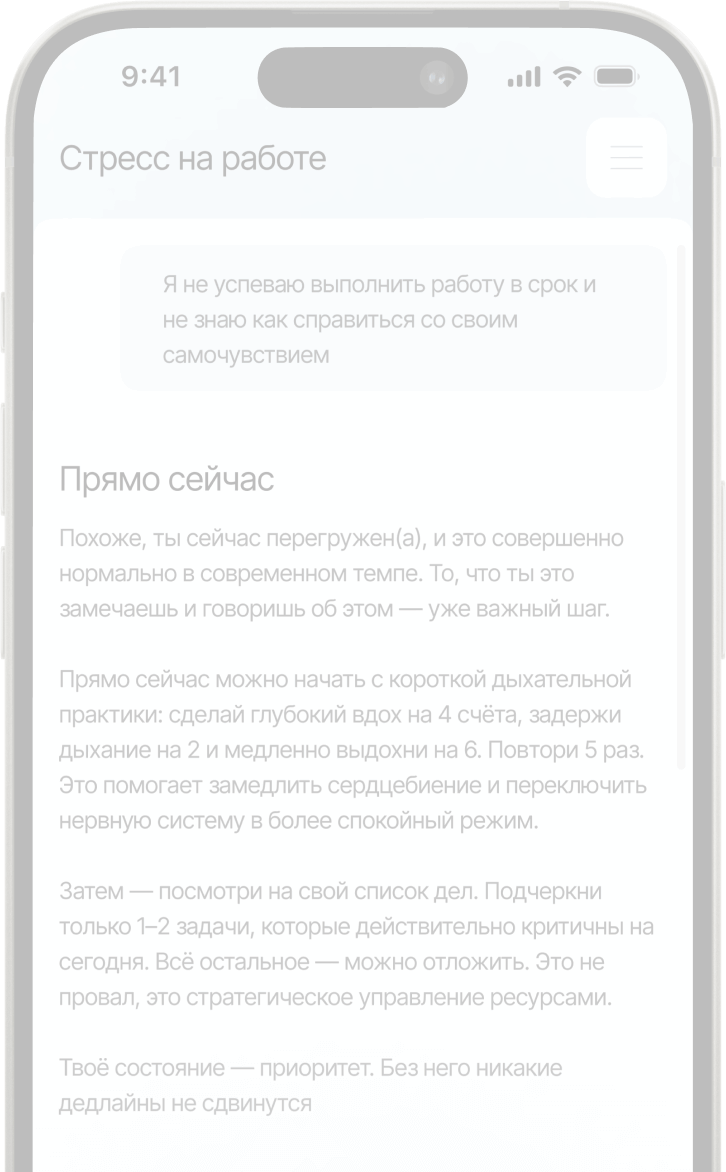 9:41
Стресс на работе
Я не успеваю выполнить работу в срок и
не знаю как справиться со своим
самочувствием
Прямо сейчас
Похоже, ты сейчас перегружен(а), и это совершенно
нормально в современном темпе. То, что ты это
замечаешь и говоришь об этом — уже важный шаг.
Прямо сейчас можно начать с короткой дыхательной
практики: сделай глубокий вдох на 4 счёта, задержи
дыхание на 2 и медленно выдохни на 6. Повтори 5 раз.
Это помогает замедлить сердцебиение и переключить
нервную систему в более спокойный режим.
Затем — посмотри на свой список дел. Подчеркни
только 1–2 задачи, которые действительно критичны на
сегодня. Всё остальное — можно отложить. Это не
провал, это стратегическое управление ресурсами.
Твоё состояние — приоритет. Без него никакие
дедлайны не сдвинутся